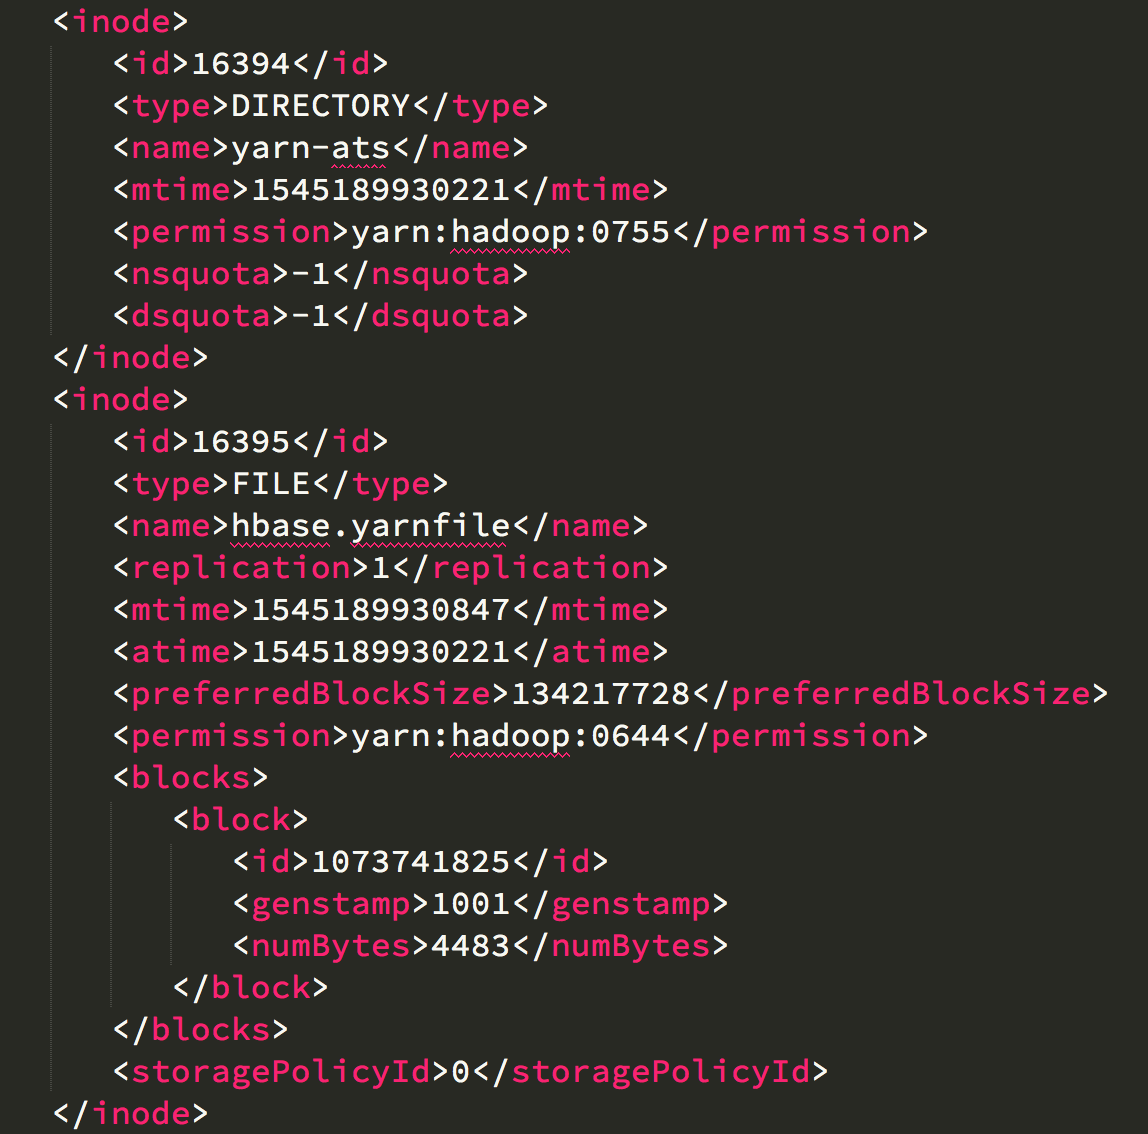 <inode>
<id>16394</id>
<type>DIRECTORY</type>
<name>yarn-ats</name>
<mtime>1545189930221</mtime>
<permission>yarn:hadoop:0755</permission>
<nsquota>-1</nsquota>
<dsquota>-1</dsquota>
</inode>
<inode>
<id>16395</id>
<type>FILE</type>
<name>hbase.yarnfile</name>
<replication>1</replication>
<mtime>1545189930847</mtime>
<atime>1545189930221</atime>
<preferredBlockSize>134217728</preferredBlockSize>
<permission>yarn:hadoop:0644</permission>
<blocks>
<block>
<id>1073741825</id>
<genstamp>1001</genstamp>
<numBytes>4483</numBytes>
</block>
</blocks>
<storagePolicyId>0</storagePolicyId>
</inode>